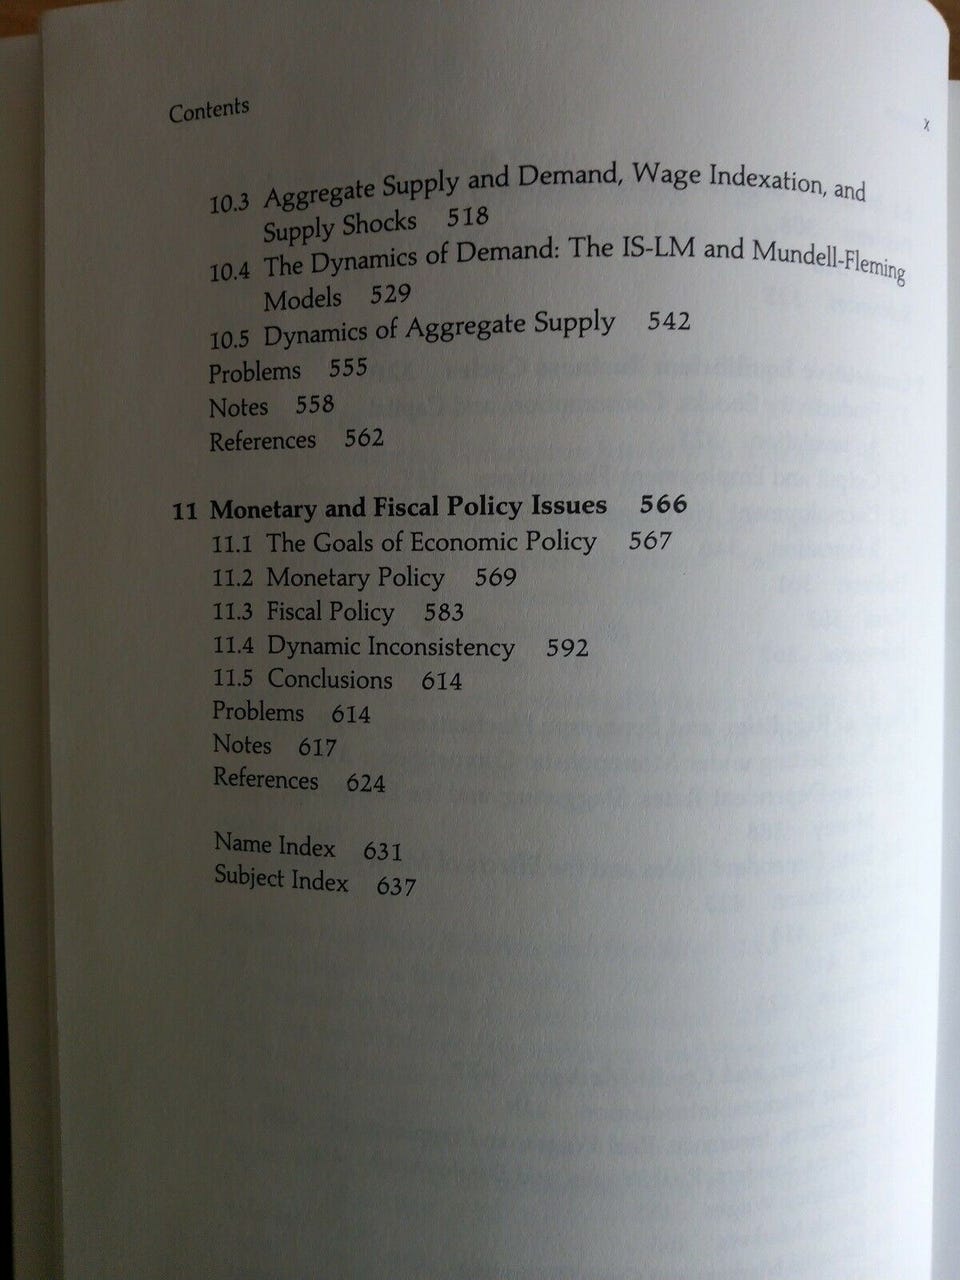 Contents
x
10.3 Aggregate Supply and Demand, Wage Indexation, and
Supply Shocks 518
10.4 The Dynamics of Demand: The IS-LM and Mundell-Fleming
Models 529
10.5 Dynamics of Aggregate Supply 542
Problems 555
Notes 558
References 562
11 Monetary and Fiscal Policy Issues 566
11.1 The Goals of Economic Policy 567
11.2 Monetary Policy 569
11.3 Fiscal Policy 583
11.4 Dynamic Inconsistency 592
11.5 Conclusions 614
Problems 614
Notes 617
References 624
Name Index 631
Subject Index 637